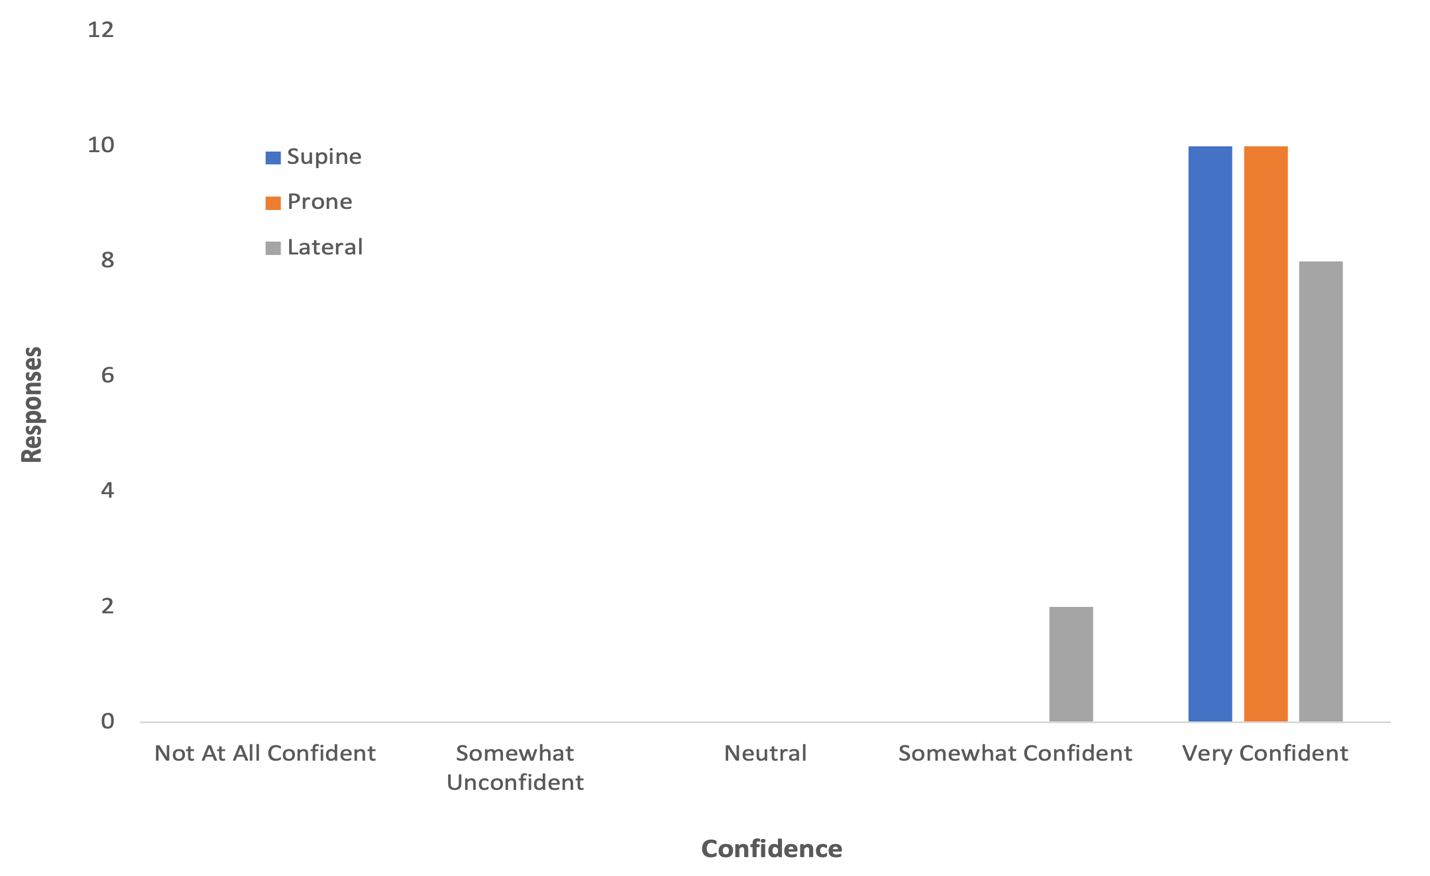 12
10
8
6
4
2
0
Responses
Supine
Prone
Lateral
Not At All Confident
Somewhat
Unconfident
Neutral
Somewhat Confident
Very Confident
Confidence